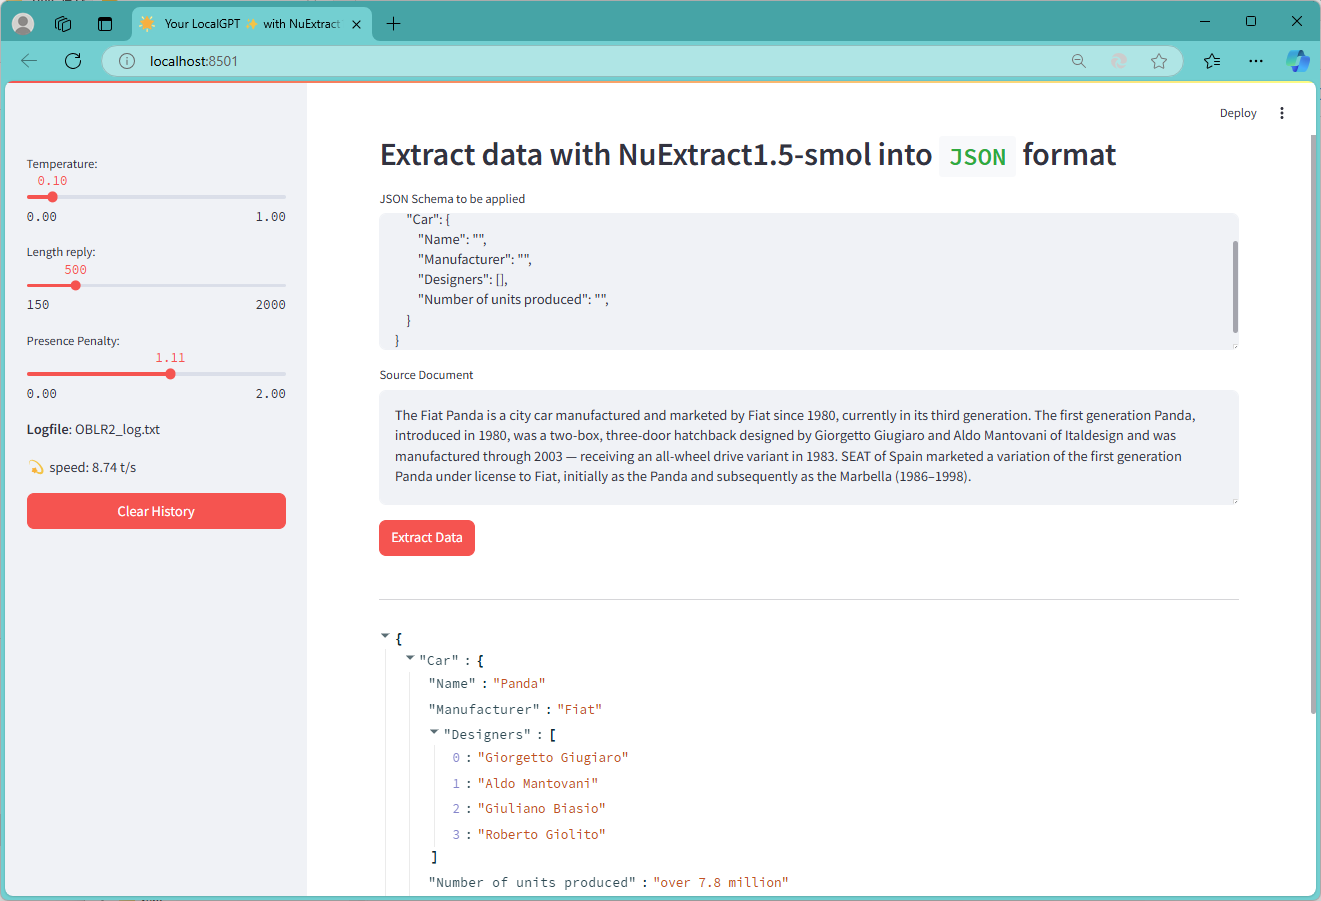 Your LocalGPT ✨ with NuExtract
localhost:8501
Deploy
Temperature:
0.10
0.00 1.00
Length reply:
500
150 2000
Presence Penalty:
1.11
0.00 2.00
Logfile: OBLR2_log.txt
💫 speed: 8.74 t/s
Clear History
Extract data with NuExtract1.5-smol into JSON format
JSON Schema to be applied
"Car": {
"Name": "",
"Manufacturer": "",
"Designers": [],
"Number of units produced": "",
}
}
Source Document
The Fiat Panda is a city car manufactured and marketed by Fiat since 1980, currently in its third generation. The first generation Panda,
introduced in 1980, was a two-box, three-door hatchback designed by Giorgetto Giugiaro and Aldo Mantovani of Italdesign and was
manufactured through 2003 — receiving an all-wheel drive variant in 1983. SEAT of Spain marketed a variation of the first generation
Panda under license to Fiat, initially as the Panda and subsequently as the Marbella (1986–1998).
Extract Data
{
"Car" : {
"Name" : "Panda"
"Manufacturer" : "Fiat"
"Designers" : [
0 : "Giorgetto Giugiaro"
1 : "Aldo Mantovani"
2 : "Giuliano Biasio"
3 : "Roberto Giolito"
]
"Number of units produced" : "over 7.8 million"